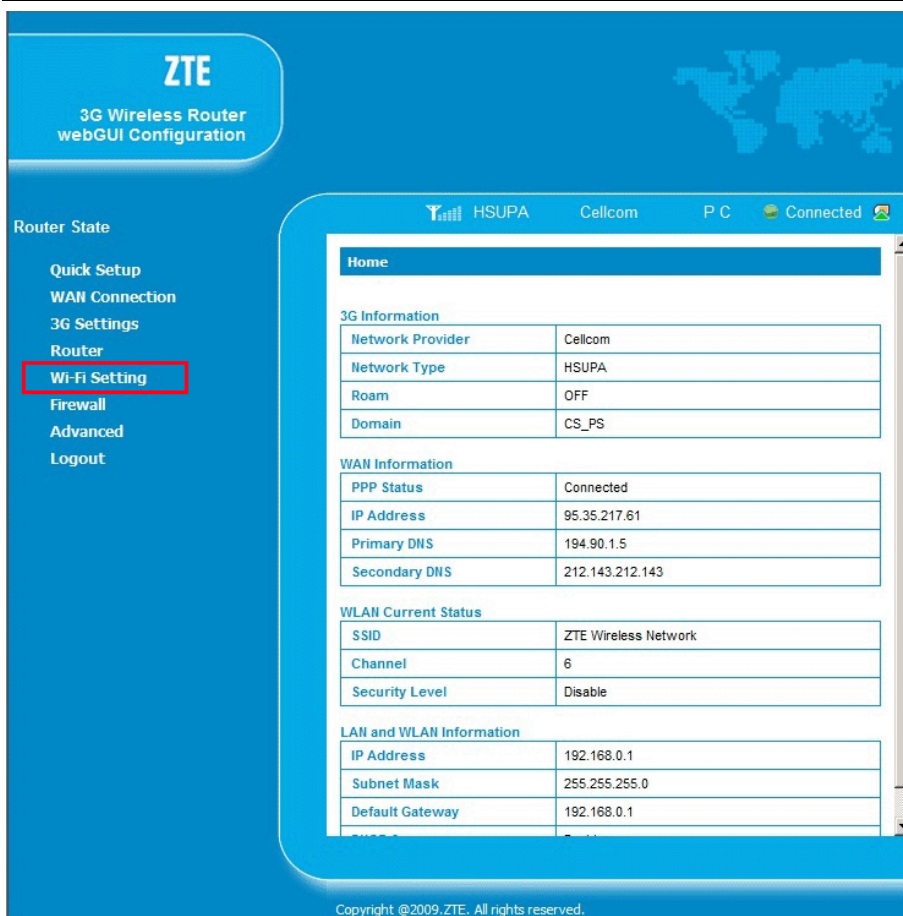 ZTE
3G Wireless Router
webGUI Configuration
HSUPA Cellcom P C Connected
Router State
Quick Setup
WAN Connection
3G Settings
Router
Wi-Fi Setting
Firewall
Advanced
Logout
Home
3G Information
Network Provider Cellcom
Network Type HSUPA
Roam OFF
Domain CS_PS
WAN Information
PPP Status Connected
IP Address 95.35.217.61
Primary DNS 194.90.1.5
Secondary DNS 212.143.212.143
WLAN Current Status
SSID ZTE Wireless Network
Channel 6
Security Level Disable
LAN and WLAN Information
IP Address 192.168.0.1
Subnet Mask 255.255.255.0
Default Gateway 192.168.0.1
Copyright @2009.ZTE. All rights reserved.